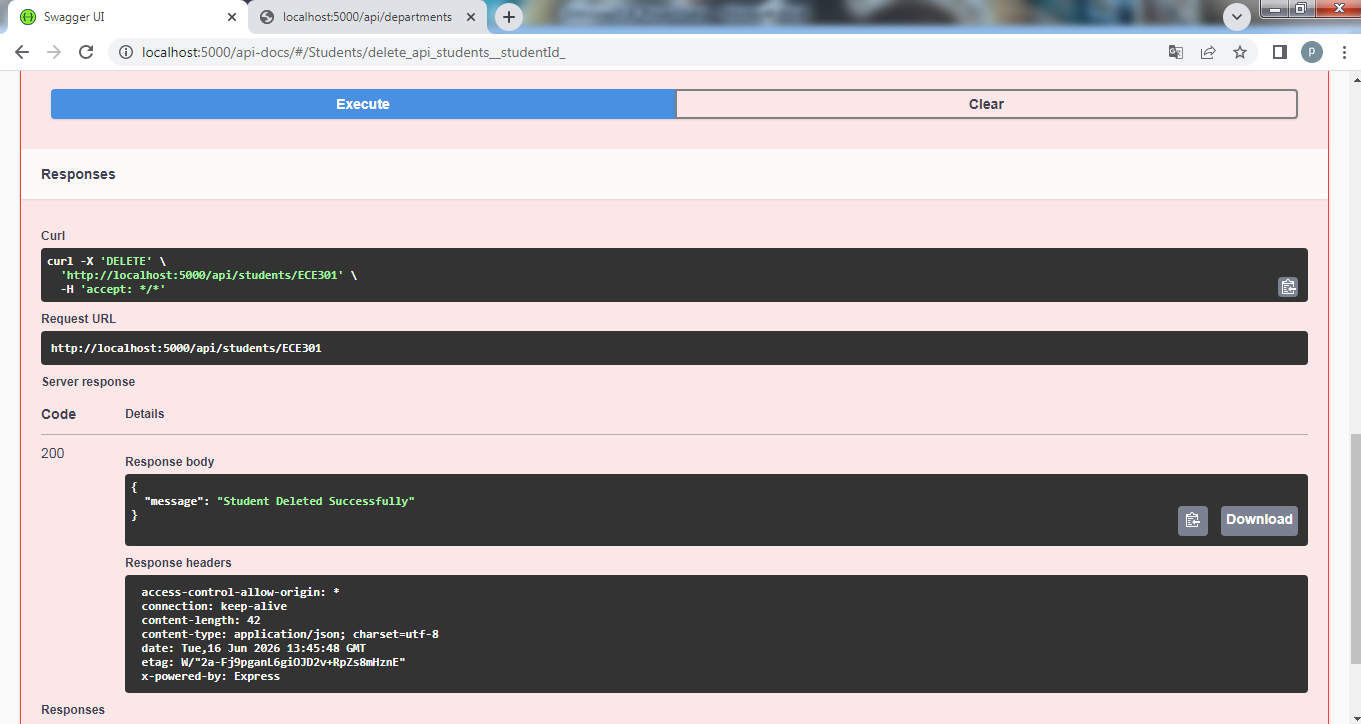 Swagger UI
localhost:5000/api/departments
localhost:5000/api-docs/#/Students/delete_api_students__studentId_
P
Execute
Clear
Responses
Curl
curl -X 'DELETE' \
'http://localhost:5000/api/students/ECE301' \
-H 'accept: */*'
Request URL
http://localhost:5000/api/students/ECE301
Server response
Code
Details
200
Response body
{
"message": "Student Deleted Successfully"
}
Download
Response headers
access-control-allow-origin: *
connection: keep-alive
content-length: 42
content-type: application/json; charset=utf-8
date: Tue,16 Jun 2026 13:45:48 GMT
etag: W/"2a-Fj9pganL6giOJD2v+RpZs8mHznE"
x-powered-by: Express
Responses